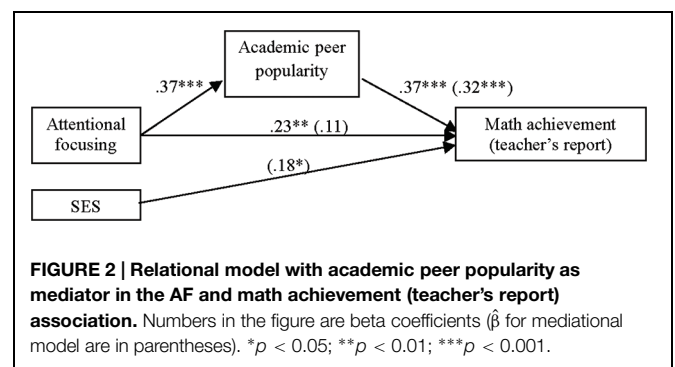 Academic peer
popularity
.37***
.37*** (.32***)
Attentional
focusing
.23** (.11)
Math achievement
(teacher's report)
(.18*)
SES
FIGURE 2 | Relational model with academic peer popularity as
mediator in the AF and math achievement (teacher's report)
association. Numbers in the figure are beta coefficients (β̂ for mediational
model are in parentheses). *p < 0.05; **p < 0.01; ***p < 0.001.